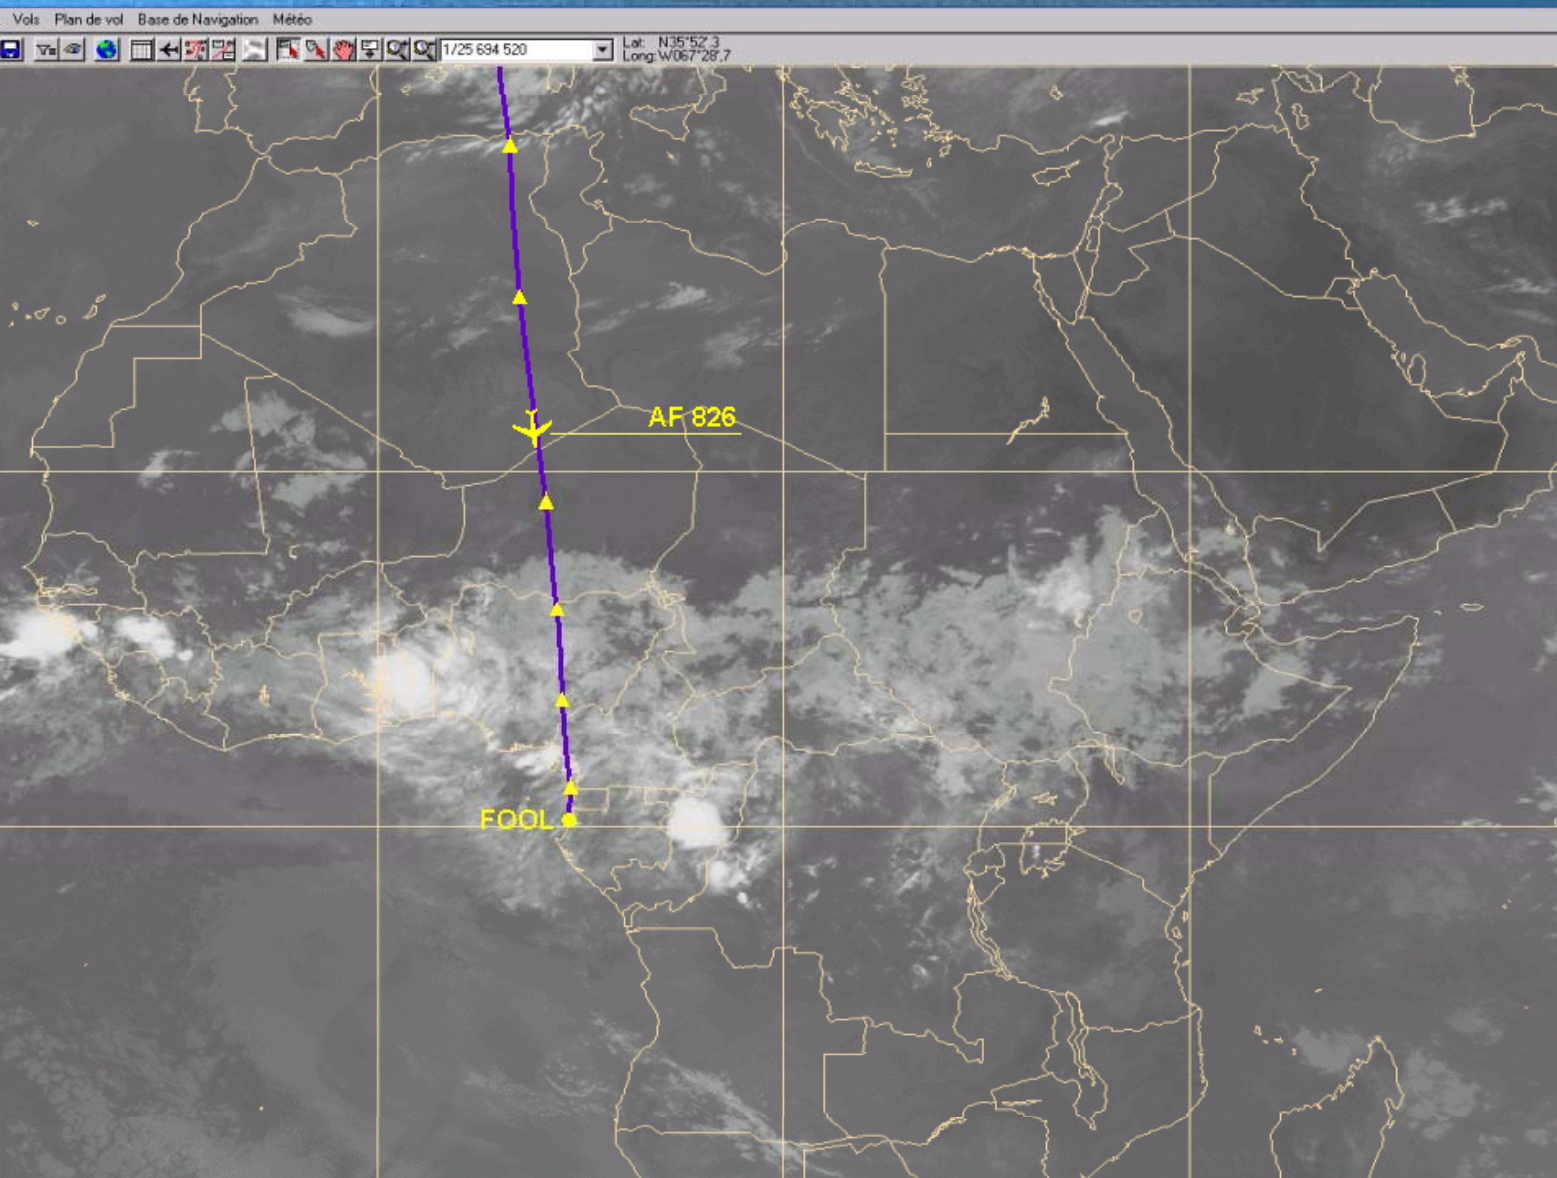 Vols Plan de vol Base de Navigation Météo
1/25 694 520
Lat: N35°52',3
Long: W067°28',7
AF 826
FOOL